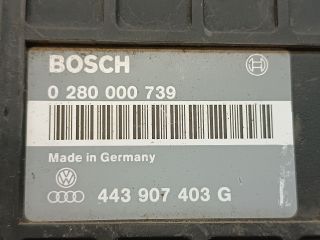 BOSCH
0 280 000 739
Made in Germany
443 907 403 G